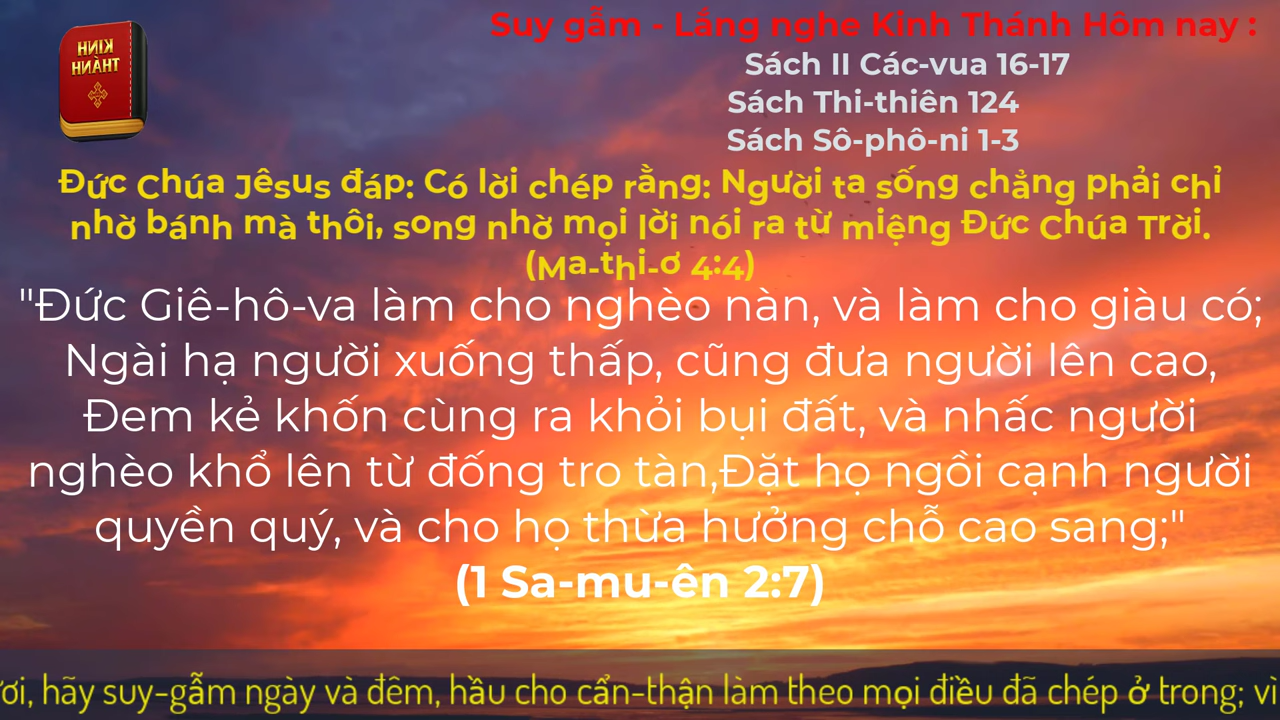 KINH
THÁNH
Suy gẫm - Lắng nghe Kinh Thánh Hôm nay :
Sách II Các-vua 16-17
Sách Thi-thiên 124
Sách Sô-phô-ni 1-3
Đức Chúa Jêsus đáp: Có lời chép rằng: Người ta sống chẳng phải chỉ
nhờ bánh mà thôi, song nhờ mọi lời nói ra từ miệng Đức Chúa Trời.
(Ma-thi-ơ 4:4)
"Đức Giê-hô-va làm cho nghèo nàn, và làm cho giàu có;
Ngài hạ người xuống thấp, cũng đưa người lên cao,
Đem kẻ khốn cùng ra khỏi bụi đất, và nhấc người
nghèo khổ lên từ đống tro tàn,Đặt họ ngồi cạnh người
quyền quý, và cho họ thừa hưởng chỗ cao sang;"
(1 Sa-mu-ên 2:7)
ơi, hãy suy-gẫm ngày và đêm, hầu cho cẩn-thận làm theo mọi điều đã chép ở trong; vì